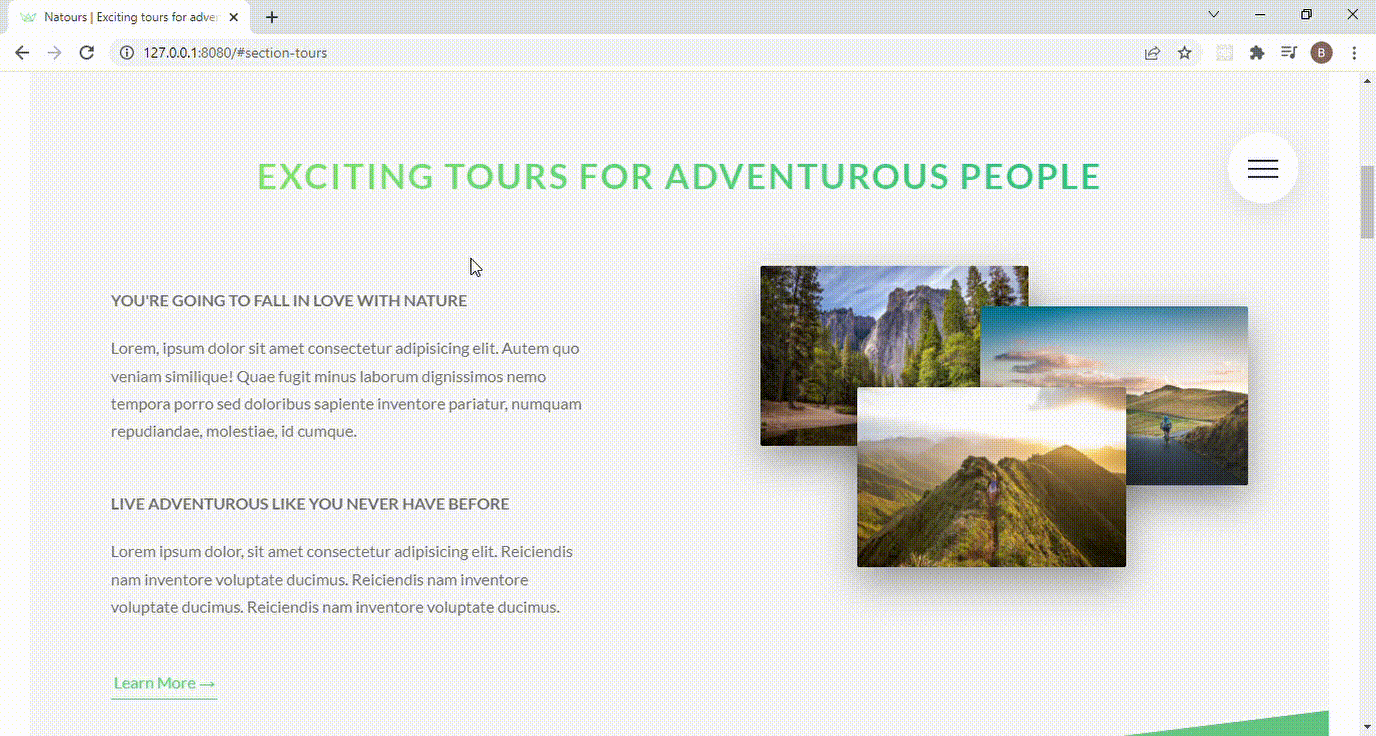 Natours | Exciting tours for adver
127.0.0.1:8080/#section-tours
B
EXCITING TOURS FOR ADVENTUROUS PEOPLE
YOU'RE GOING TO FALL IN LOVE WITH NATURE
Lorem, ipsum dolor sit amet consectetur adipisicing elit. Autem quo
veniam similique! Quae fugit minus laborum dignissimos nemo
tempora porro sed doloribus sapiente inventore pariatur, numquam
repudiandae, molestiae, id cumque.
LIVE ADVENTUROUS LIKE YOU NEVER HAVE BEFORE
Lorem ipsum dolor, sit amet consectetur adipisicing elit. Reiciendis
nam inventore voluptate ducimus. Reiciendis nam inventore
voluptate ducimus. Reiciendis nam inventore voluptate ducimus.
Learn More →